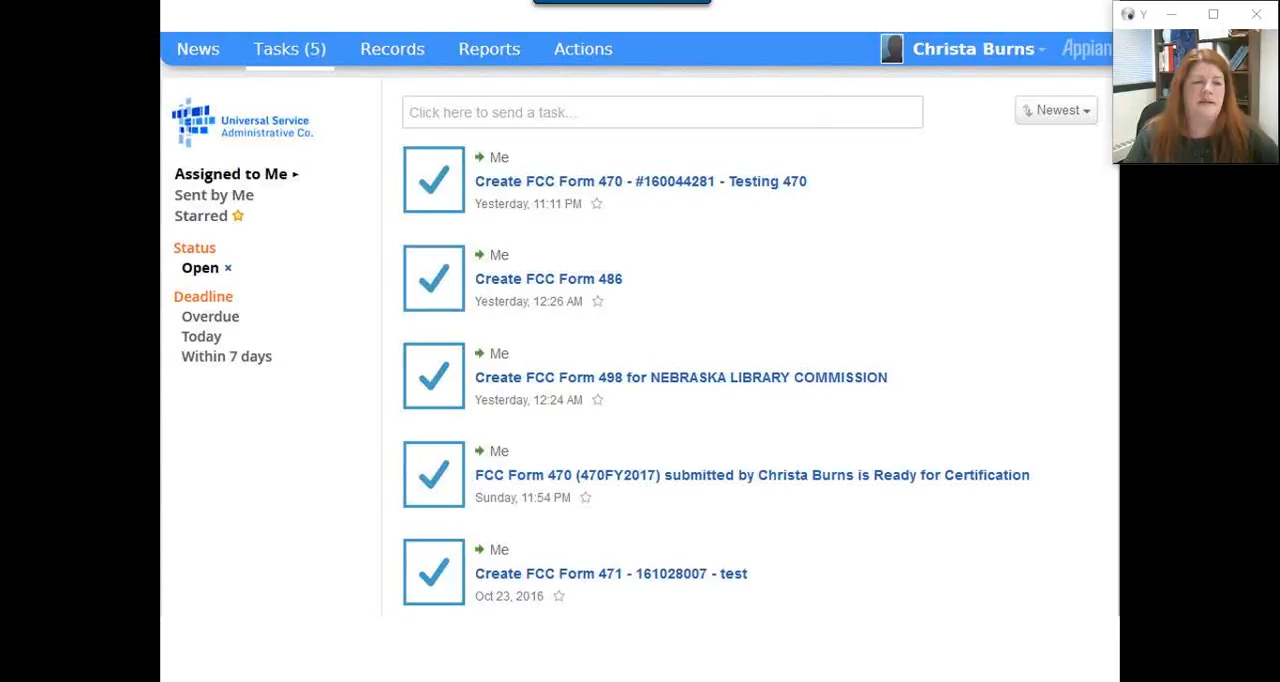 News Tasks (5) Records Reports Actions Christa Burns Appian
Y
Universal Service
Administrative Co.
Assigned to Me
Sent by Me
Starred
Status
Open ×
Deadline
Overdue
Today
Within 7 days
Click here to send a task...
Newest
Me
Create FCC Form 470 - #160044281 - Testing 470
Yesterday, 11:11 PM
Me
Create FCC Form 486
Yesterday, 12:26 AM
Me
Create FCC Form 498 for NEBRASKA LIBRARY COMMISSION
Yesterday, 12:24 AM
Me
FCC Form 470 (470FY2017) submitted by Christa Burns is Ready for Certification
Sunday, 11:54 PM
Me
Create FCC Form 471 - 161028007 - test
Oct 23, 2016